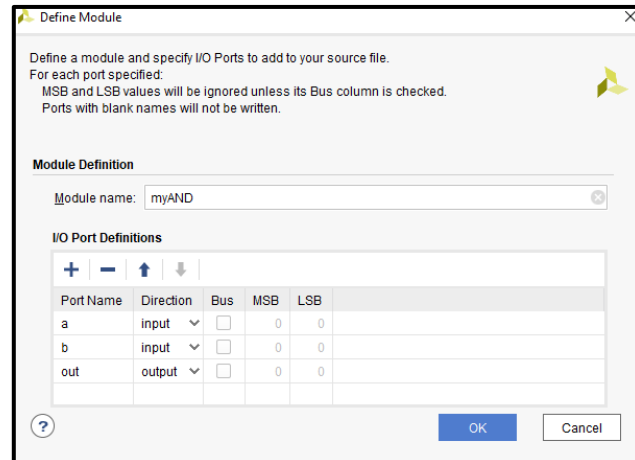 Define Module
Define a module and specify I/O Ports to add to your source file.
For each port specified:
MSB and LSB values will be ignored unless its Bus column is checked.
Ports with blank names will not be written.
Module Definition
Module name: myAND
I/O Port Definitions
Port Name Direction Bus MSB LSB
a input 0 0
b input 0 0
out output 0 0
? OK Cancel